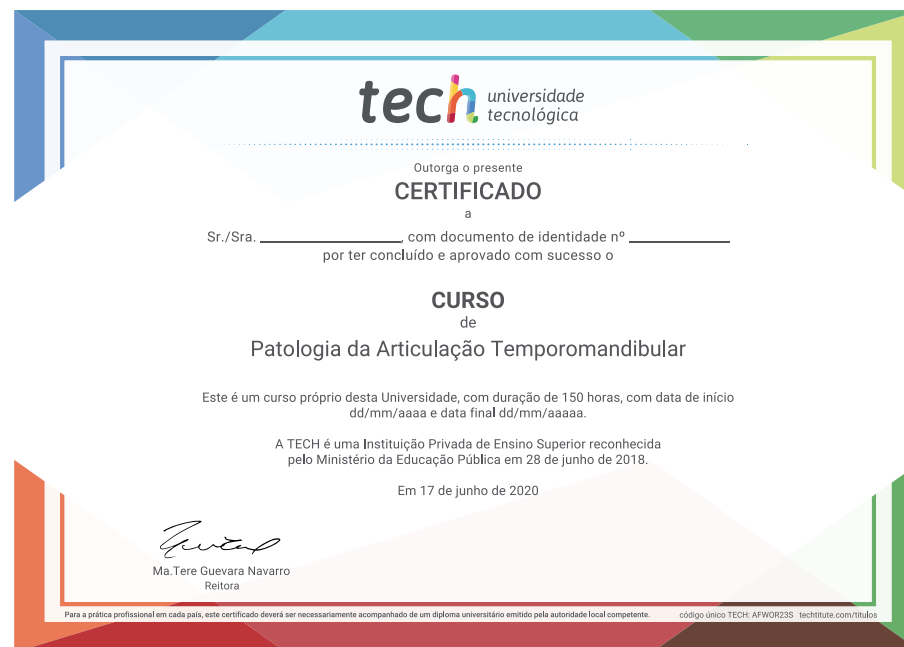 tech universidade
tecnológica
Outorga o presente
CERTIFICADO
a
Sr./Sra. ____________, com documento de identidade nº ____________
por ter concluído e aprovado com sucesso o
CURSO
de
Patologia da Articulação Temporomandibular
Este é um curso próprio desta Universidade, com duração de 150 horas, com data de início
dd/mm/aaaa e data final dd/mm/aaaaa.
A TECH é uma Instituição Privada de Ensino Superior reconhecida
pelo Ministério da Educação Pública em 28 de junho de 2018.
Em 17 de junho de 2020
Ma.Tere Guevara Navarro
Reitora
Para a prática profissional em cada país, este certificado deverá ser necessariamente acompanhado de um diploma universitário emitido pela autoridade local competente. código único TECH: AFWOR23S techtitute.com/titulos